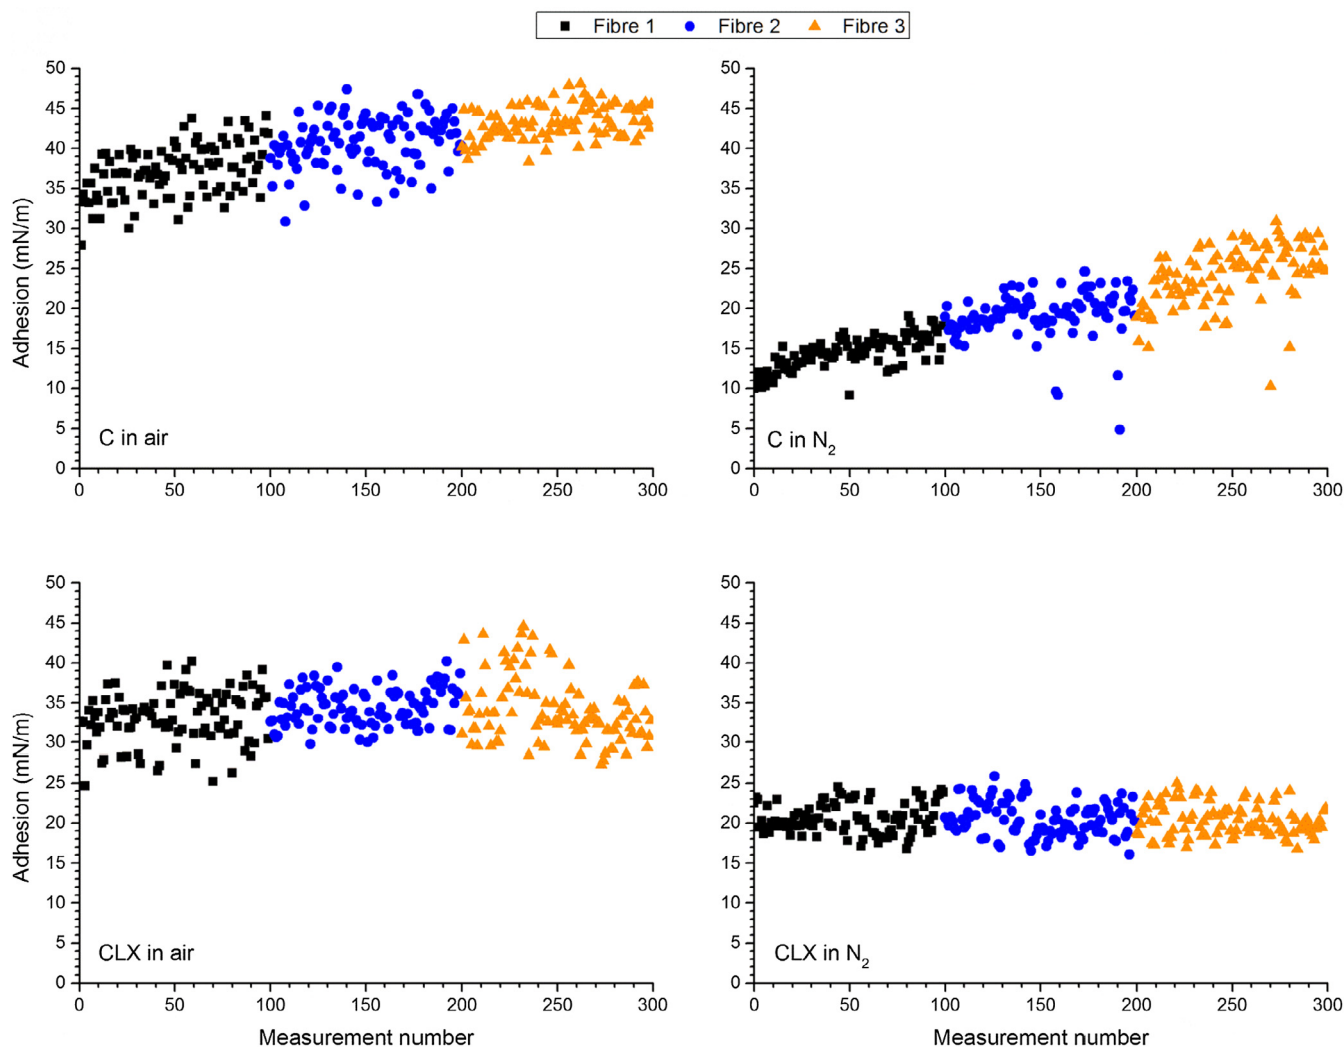 Fibre 1 Fibre 2 Fibre 3
50 50
45 45
40 40
35 35
30 30
25 25
20 20
15 15
10 10
5 5
0 0
Adhesion (mN/m)
C in air C in N₂
0 50 100 150 200 250 300 0 50 100 150 200 250 300
50 50
45 45
40 40
35 35
30 30
25 25
20 20
15 15
10 10
5 5
0 0
Adhesion (mN/m)
CLX in air CLX in N₂
0 50 100 150 200 250 300 0 50 100 150 200 250 300
Measurement number Measurement number